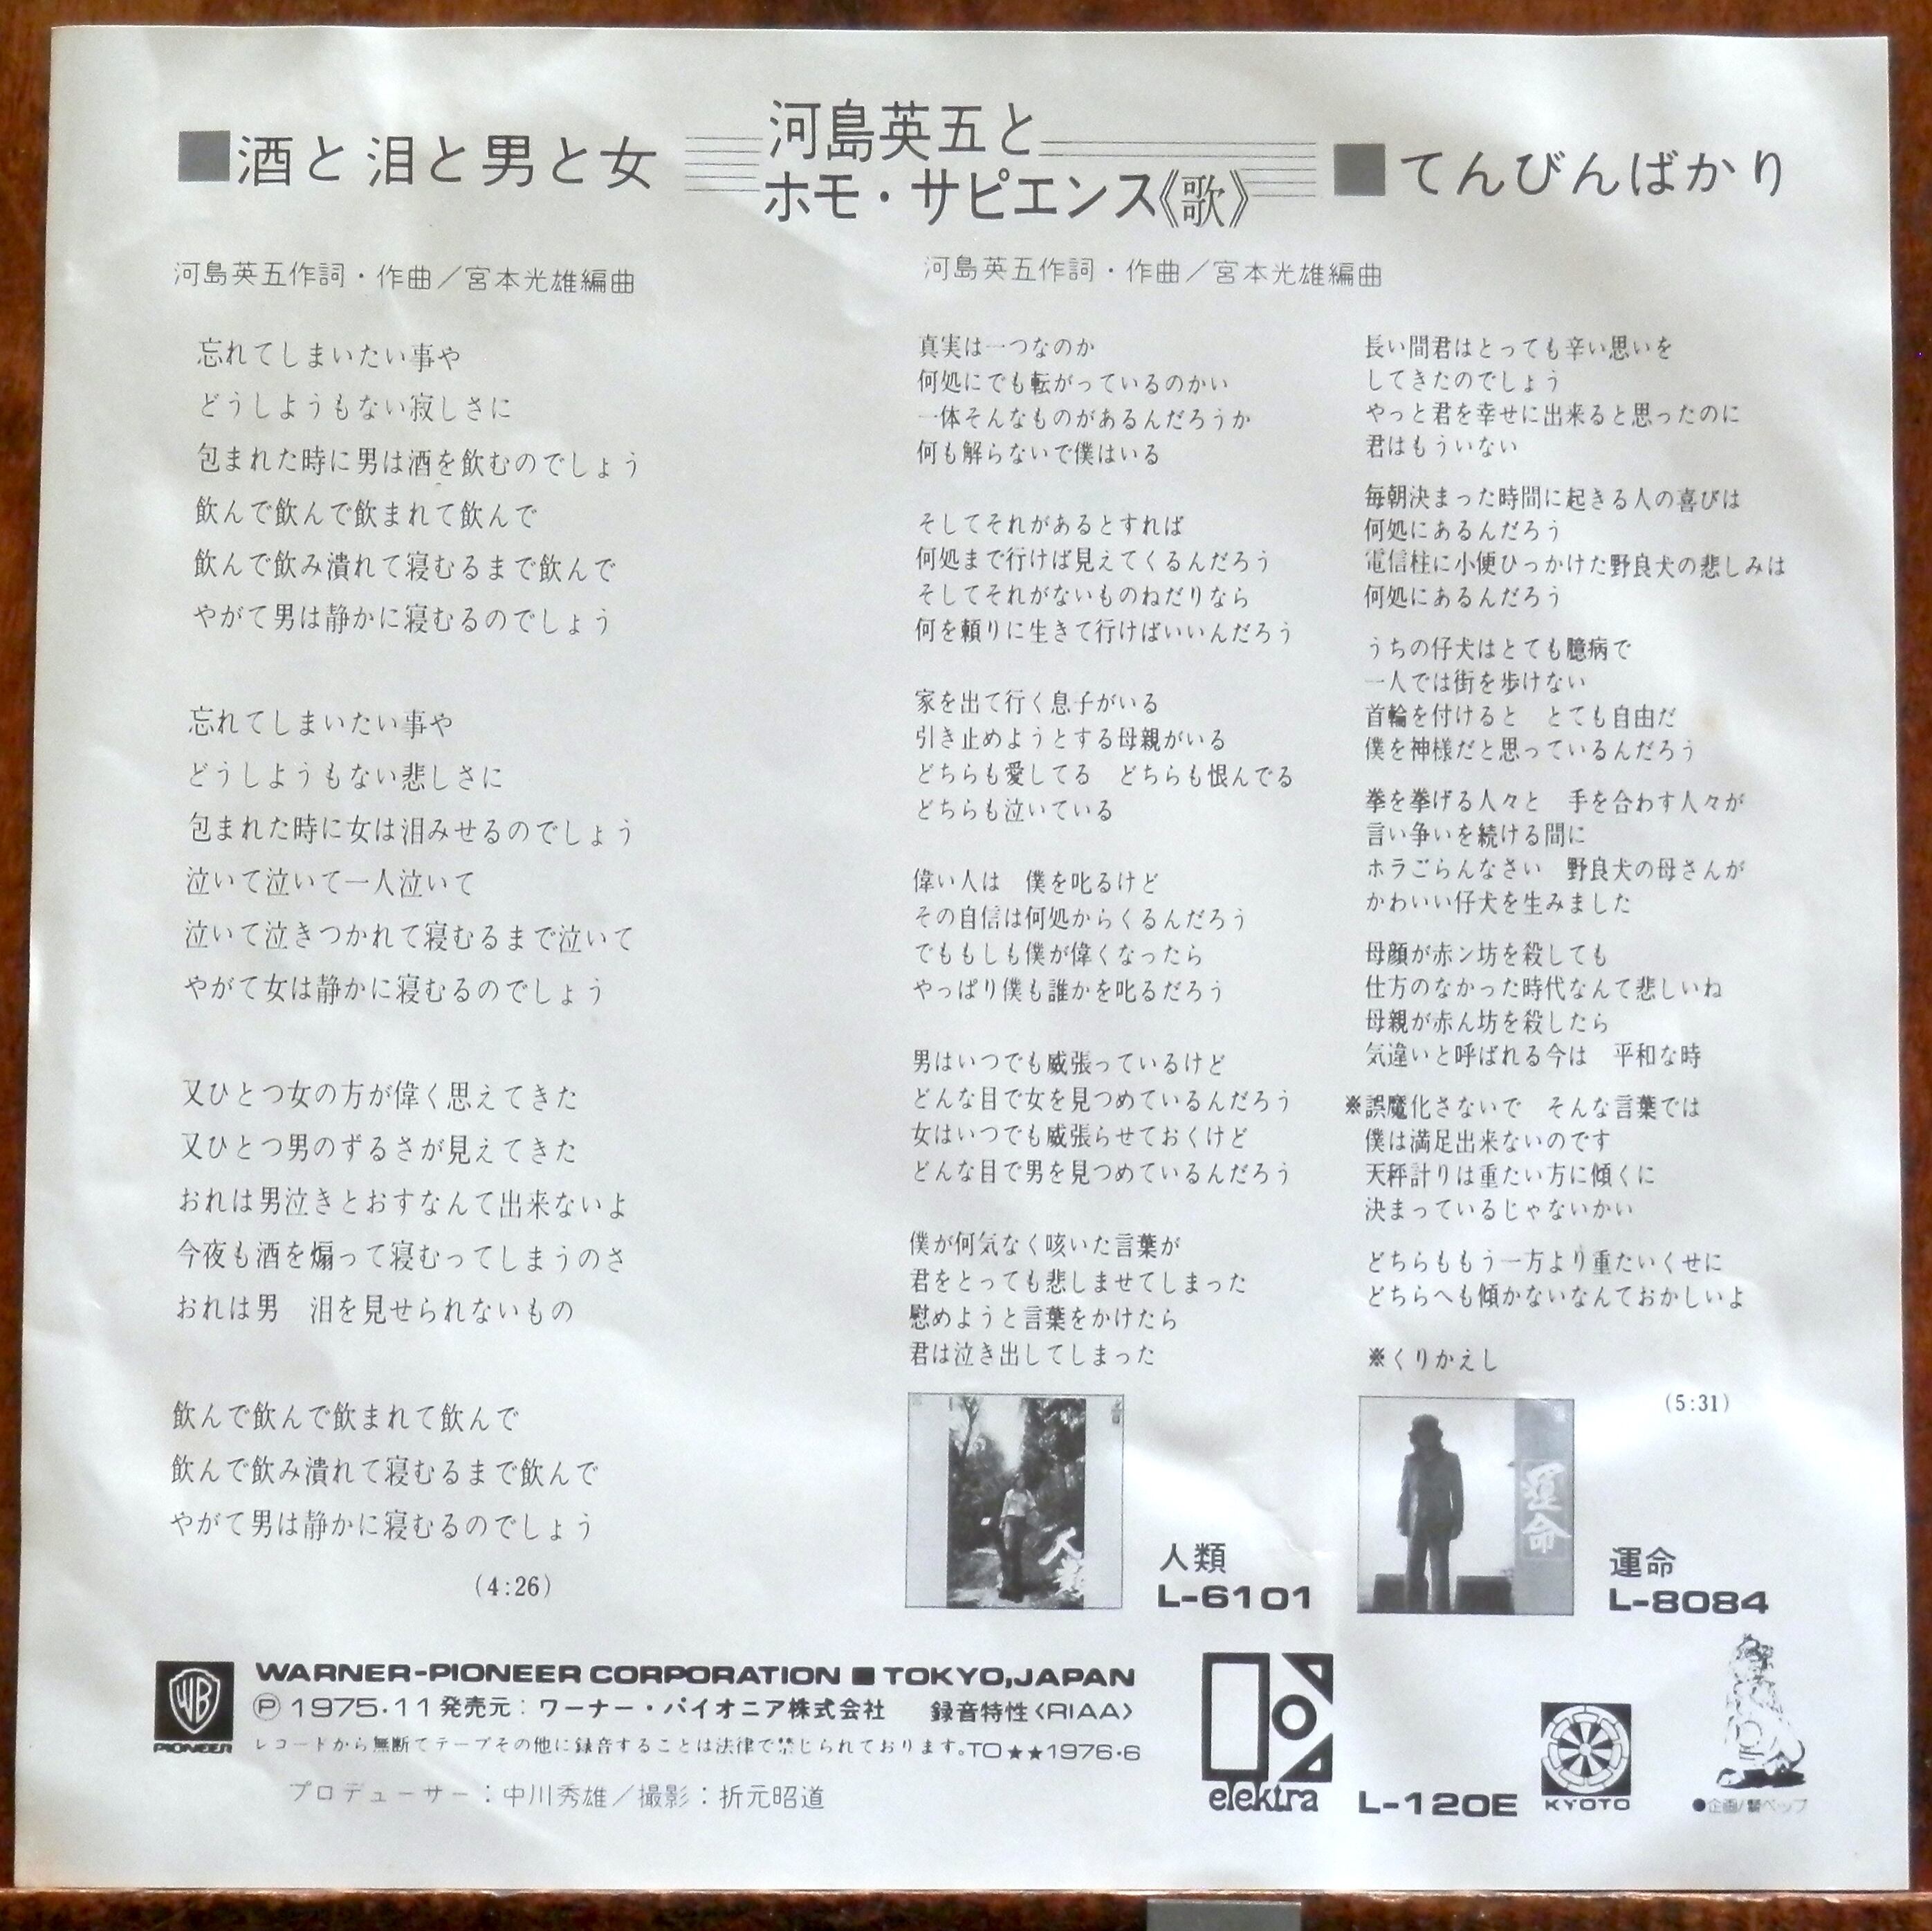 ■酒と泪と男と女
河島英五と
ホモ・サピエンス《歌》
■てんびんばかり
河島英五作詞・作曲／宮本光雄編曲
忘れてしまいたい事や
どうしようもない寂しさに
包まれた時に男は酒を飲むのでしょう
飲んで飲んで飲まれて飲んで
飲んで飲み潰れて寝むるまで飲んで
やがて男は静かに寝むるのでしょう
忘れてしまいたい事や
どうしようもない悲しさに
包まれた時に女は泪みせるのでしょう
泣いて泣いて一人泣いて
泣いて泣きつかれて寝むるまで泣いて
やがて女は静かに寝むるのでしょう
又ひとつ女の方が偉く思えてきた
又ひとつ男のずるさが見えてきた
おれは男泣きとおすなんて出来ないよ
今夜も酒を煽って寝むってしまうのさ
おれは男　泪を見せられないもの
飲んで飲んで飲まれて飲んで
飲んで飲み潰れて寝むるまで飲んで
やがて男は静かに寝むるのでしょう
(4:26)
河島英五作詞・作曲／宮本光雄編曲
真実は一つなのか
何処にでも転がっているのかい
一体そんなものがあるんだろうか
何も解らないで僕はいる
そしてそれがあるとすれば
何処まで行けば見えてくるんだろう
そしてそれがないものねだりなら
何を頼りに生きて行けばいいんだろう
家を出て行く息子がいる
引き止めようとする母親がいる
どちらも愛してる　どちらも恨んでる
どちらも泣いている
偉い人は　僕を叱るけど
その自信は何処からくるんだろう
でももしも僕が偉くなったら
やっぱり僕も誰かを叱るだろう
男はいつでも威張っているけど
どんな目で女を見つめているんだろう
女はいつでも威張らせておくけど
どんな目で男を見つめているんだろう
僕が何気なく咳いた言葉が
君をとっても悲しませてしまった
慰めようと言葉をかけたら
君は泣き出してしまった
長い間君はとっても辛い思いを
してきたのでしょう
やっと君を幸せに出来ると思ったのに
君はもういない
毎朝決まった時間に起きる人の喜びは
何処にあるんだろう
電信柱に小便ひっかけた野良犬の悲しみは
何処にあるんだろう
うちの仔犬はとても臆病で
一人では街を歩けない
首輪を付けると　とても自由だ
僕を神様だと思っているんだろう
拳を挙げる人々と　手を合わす人々が
言い争いを続ける間に
ホラごらんなさい　野良犬の母さんが
かわいい仔犬を生みました
母顔が赤ン坊を殺しても
仕方のなかった時代なんて悲しいね
母親が赤ん坊を殺したら
気違いと呼ばれる今は　平和な時
※誤魔化さないで　そんな言葉では
僕は満足出来ないのです
天秤計りは重たい方に傾くに
決まっているじゃないかい
どちらももう一方より重たいくせに
どちらへも傾かないなんておかしいよ
※くりかえし
(5:31)
人類
人類
L-6101
運命
運命
L-8084
WB
PIONEER
WARNER-PIONEER CORPORATION ■ TOKYO,JAPAN
Ⓟ1975・11発売元：ワーナー・パイオニア株式会社　録音特性〈RIAA〉
レコードから無断でテープその他に録音することは法律で禁じられております。TO★★1976・6
プロデューサー：中川秀雄／撮影：折元昭道
elektra
L-120E
KYOTO